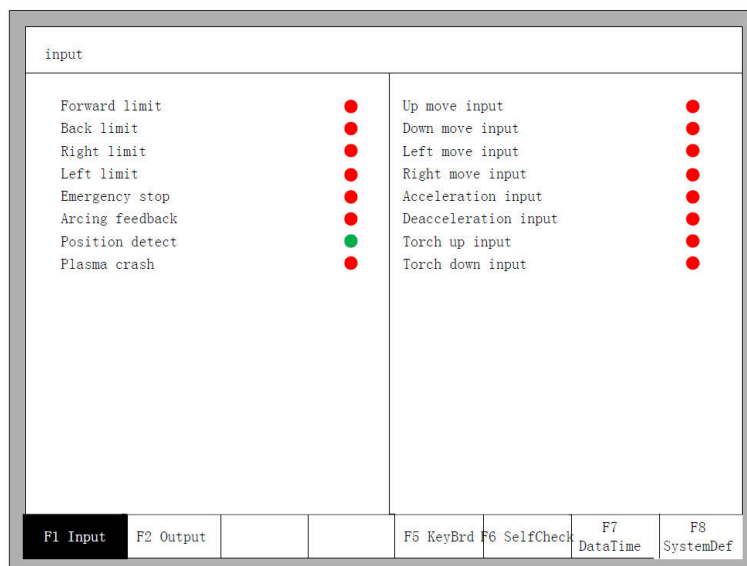 input
Forward limit
Back limit
Right limit
Left limit
Emergency stop
Arcing feedback
Position detect
Plasma crash
Up move input
Down move input
Left move input
Right move input
Acceleration input
Deacceleration input
Torch up input
Torch down input
F1 Input
F2 Output
F5 KeyBrd
F6 SelfCheck
F7
DataTime
F8
SystemDef